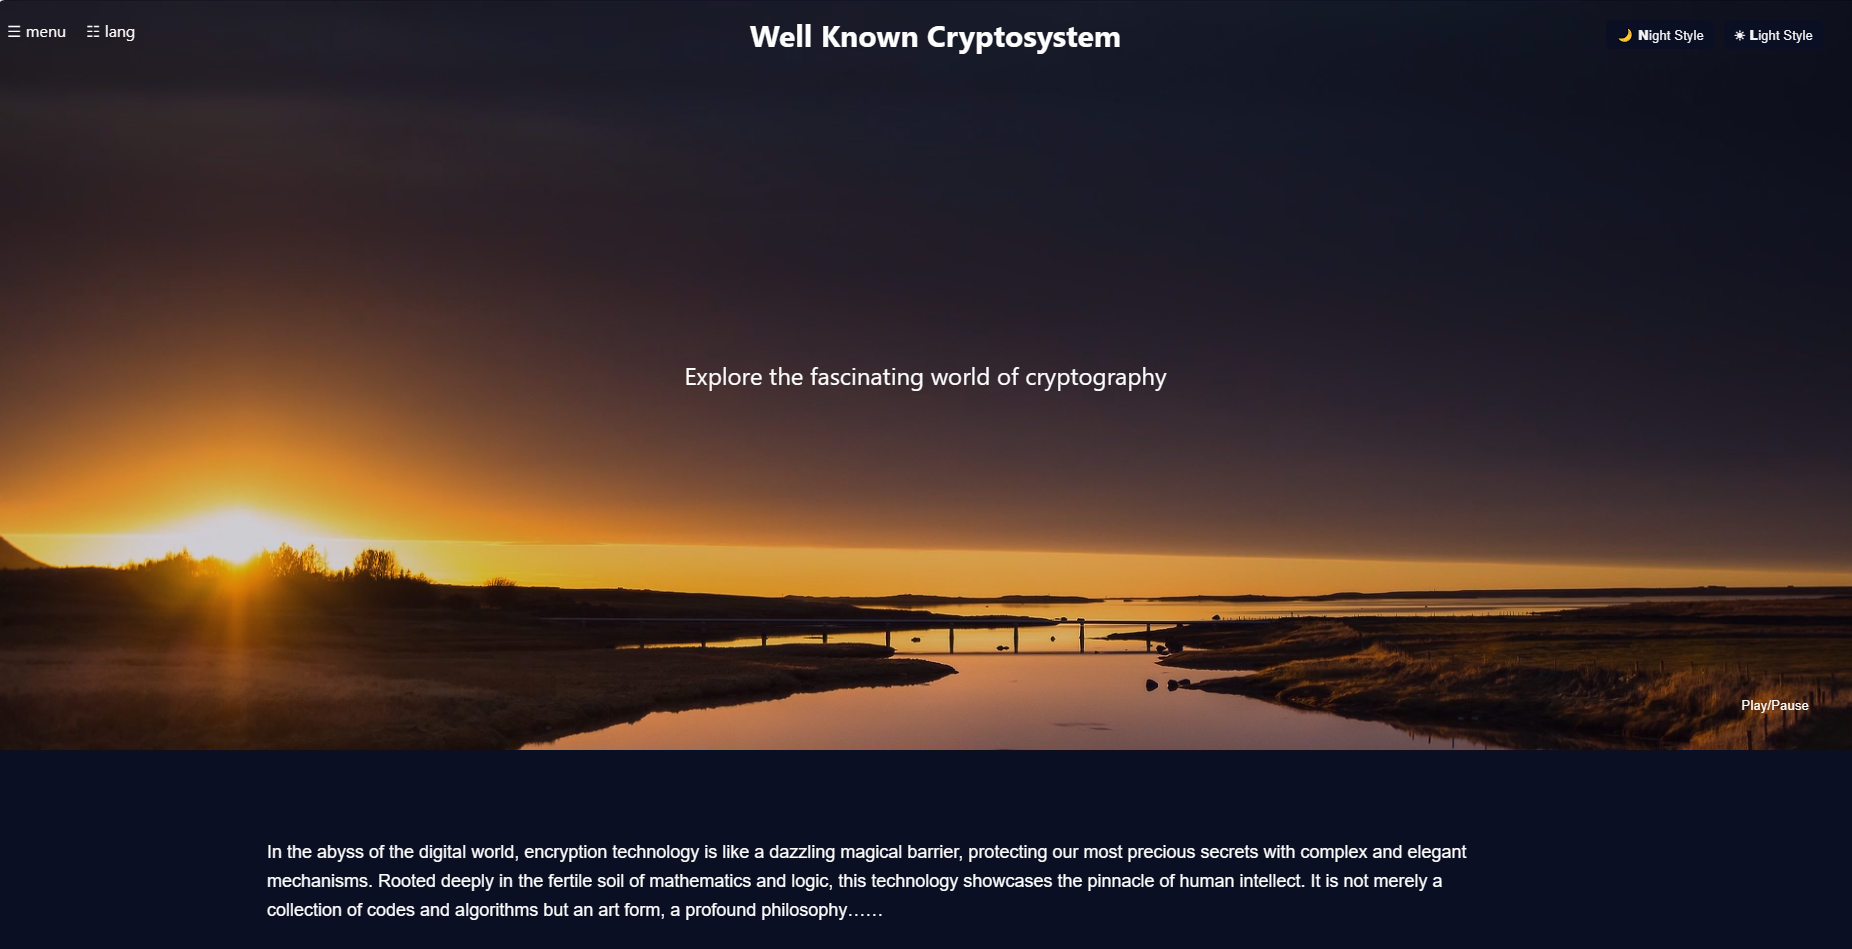 ☰ menu ☷ lang
Well Known Cryptosystem
🌙 Night Style ☀ Light Style
Explore the fascinating world of cryptography
Play/Pause
In the abyss of the digital world, encryption technology is like a dazzling magical barrier, protecting our most precious secrets with complex and elegant
mechanisms. Rooted deeply in the fertile soil of mathematics and logic, this technology showcases the pinnacle of human intellect. It is not merely a
collection of codes and algorithms but an art form, a profound philosophy……